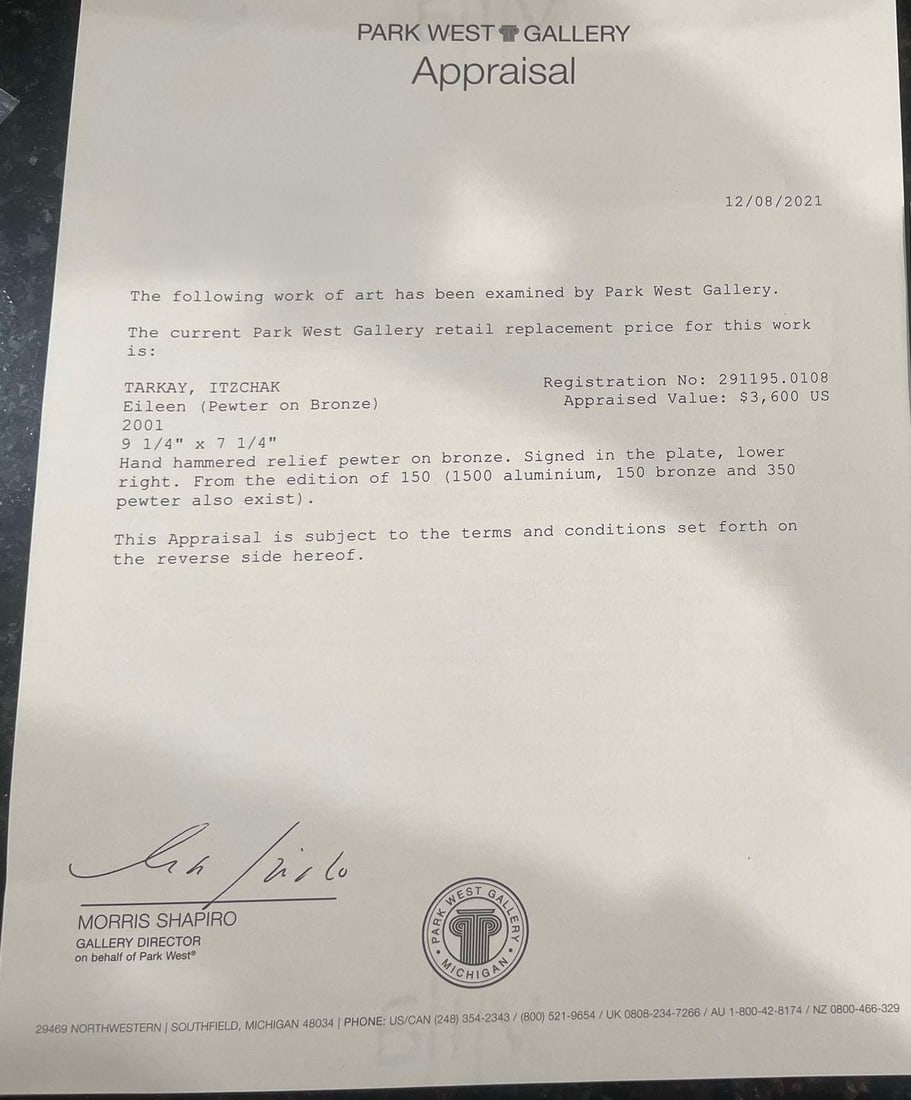 PARK WEST GALLERY
Appraisal
12/08/2021
The following work of art has been examined by Park West Gallery.
The current Park West Gallery retail replacement price for this work
is:
TARKAY, ITZCHAK
Registration No: 291195.0108
Eileen (Pewter on Bronze)
Appraised Value: $3,600 US
2001
9 1/4" x 7 1/4"
Hand hammered relief pewter on bronze. Signed in the plate, lower
right. From the edition of 150 (1500 aluminium, 150 bronze and 350
pewter also exist).
This Appraisal is subject to the terms and conditions set forth on
the reverse side hereof.
MORRIS SHAPIRO
GALLERY DIRECTOR
on behalf of Park West®
PARK WEST GALLERY
• MICHIGAN •
29469 NORTHWESTERN | SOUTHFIELD, MICHIGAN 48034 | PHONE: US/CAN (248) 354-2343 / (800) 521-9654 / UK 0808-234-7266 / AU 1-800-42-8174 / NZ 0800-466-329